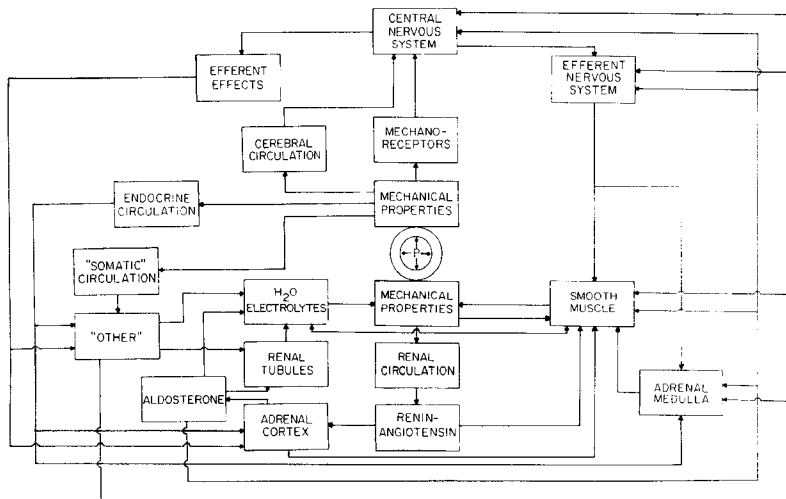 CENTRAL
NERVOUS
SYSTEM
EFFERENT
EFFECTS
EFFERENT
NERVOUS
SYSTEM
CEREBRAL
CIRCULATION
MECHANO-
RECEPTORS
ENDOCRINE
CIRCULATION
MECHANICAL
PROPERTIES
P
"SOMATIC"
CIRCULATION
H2O
ELECTROLYTES
MECHANICAL
PROPERTIES
SMOOTH
MUSCLE
"OTHER"
RENAL
TUBULES
RENAL
CIRCULATION
ALDOSTERONE
ADRENAL
MEDULLA
ADRENAL
CORTEX
RENIN-
ANGIOTENSIN